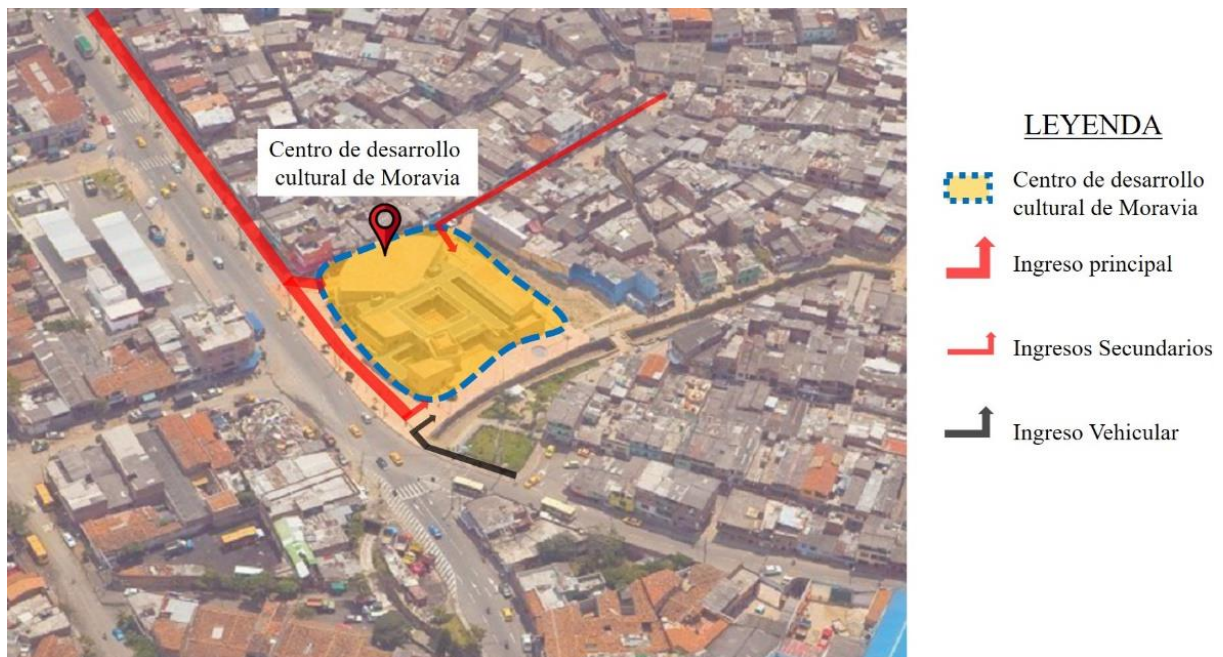 Centro de desarrollo
cultural de Moravia
LEYENDA
Centro de desarrollo
cultural de Moravia
Ingreso principal
Ingresos Secundarios
Ingreso Vehicular